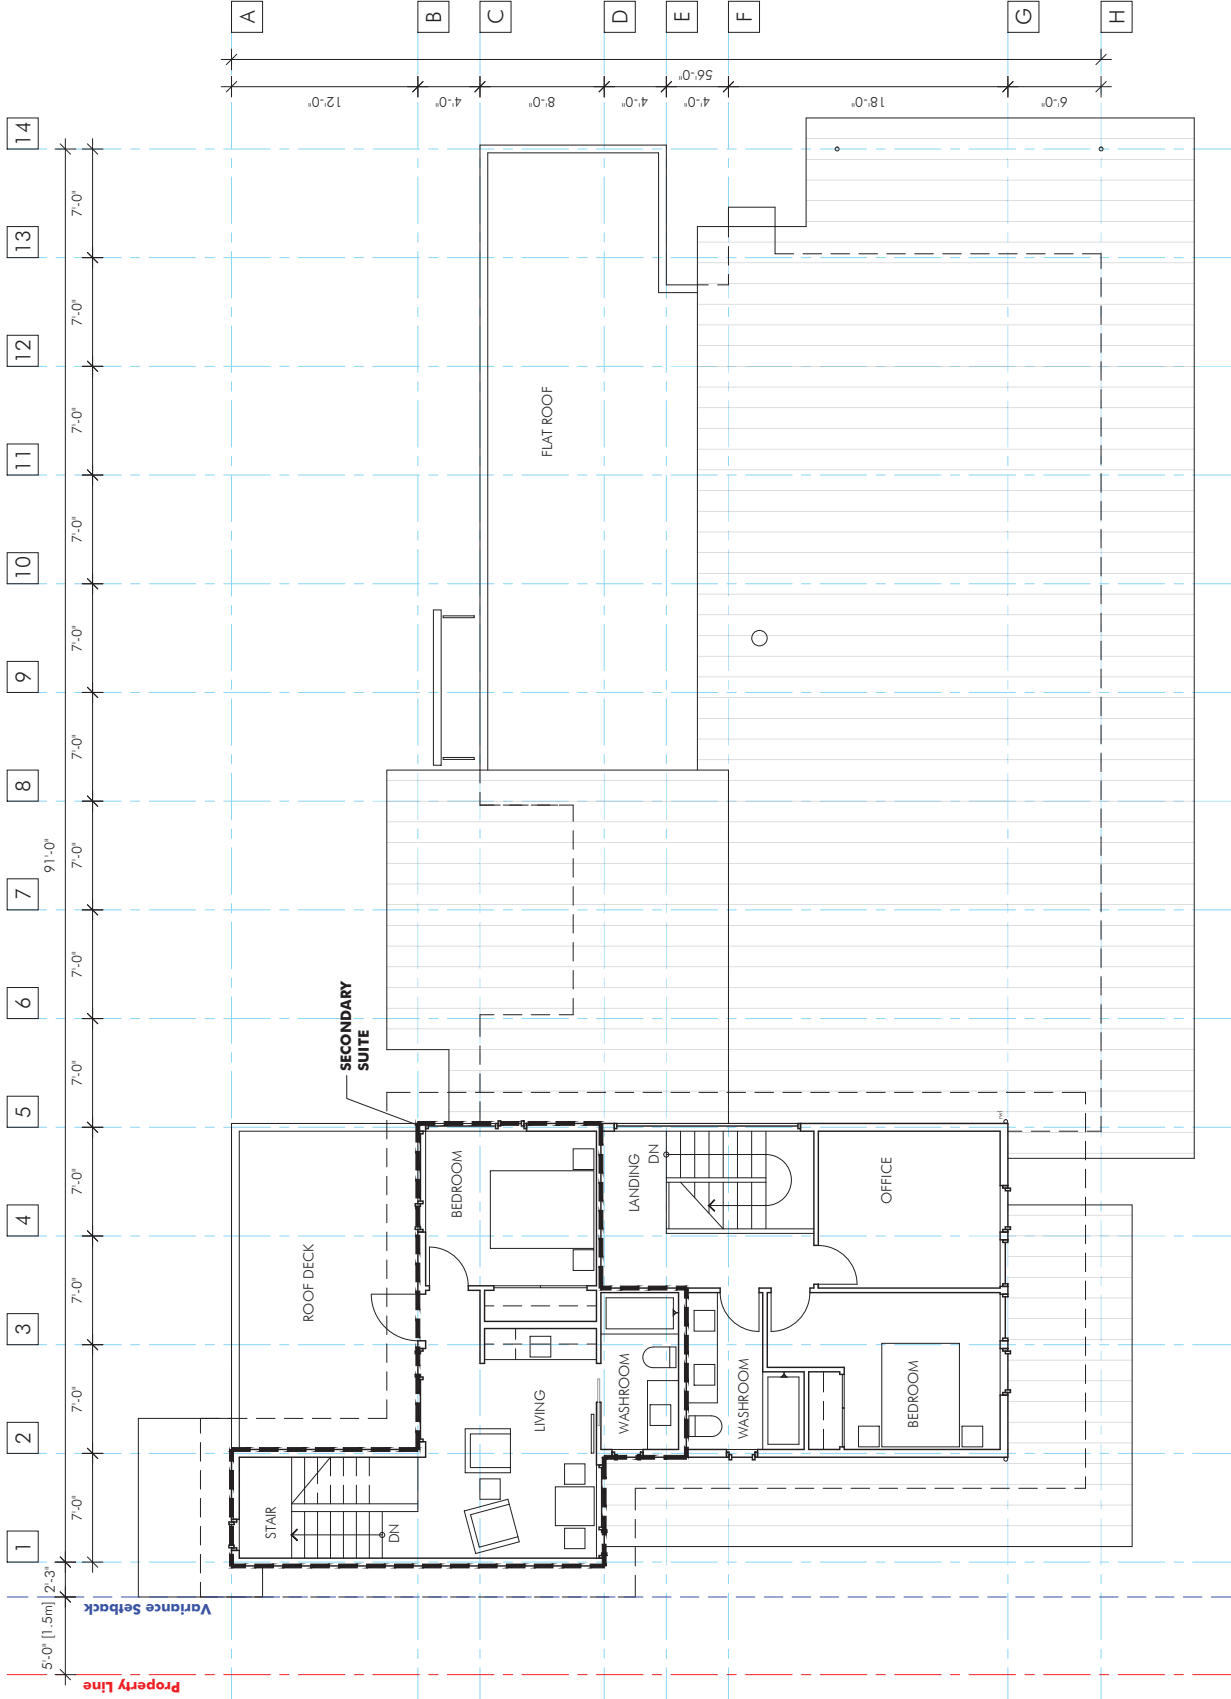 A
B
C
D
E
F
G
H
12'-0"
4'-0"
8'-0"
4'-0"
4'-0"
18'-0"
6'-0"
56'-0"
14
13
12
11
10
9
8
7
6
5
4
3
2
1
7'-0"
7'-0"
7'-0"
7'-0"
7'-0"
7'-0"
7'-0"
7'-0"
7'-0"
7'-0"
7'-0"
7'-0"
7'-0"
91'-0"
2'-3"
5'-0" [1.5m]
Variance Setback
Property Line
FLAT ROOF
SECONDARY
SUITE
ROOF DECK
BEDROOM
LANDING
DN
OFFICE
LIVING
WASHROOM
WASHROOM
BEDROOM
STAIR
DN